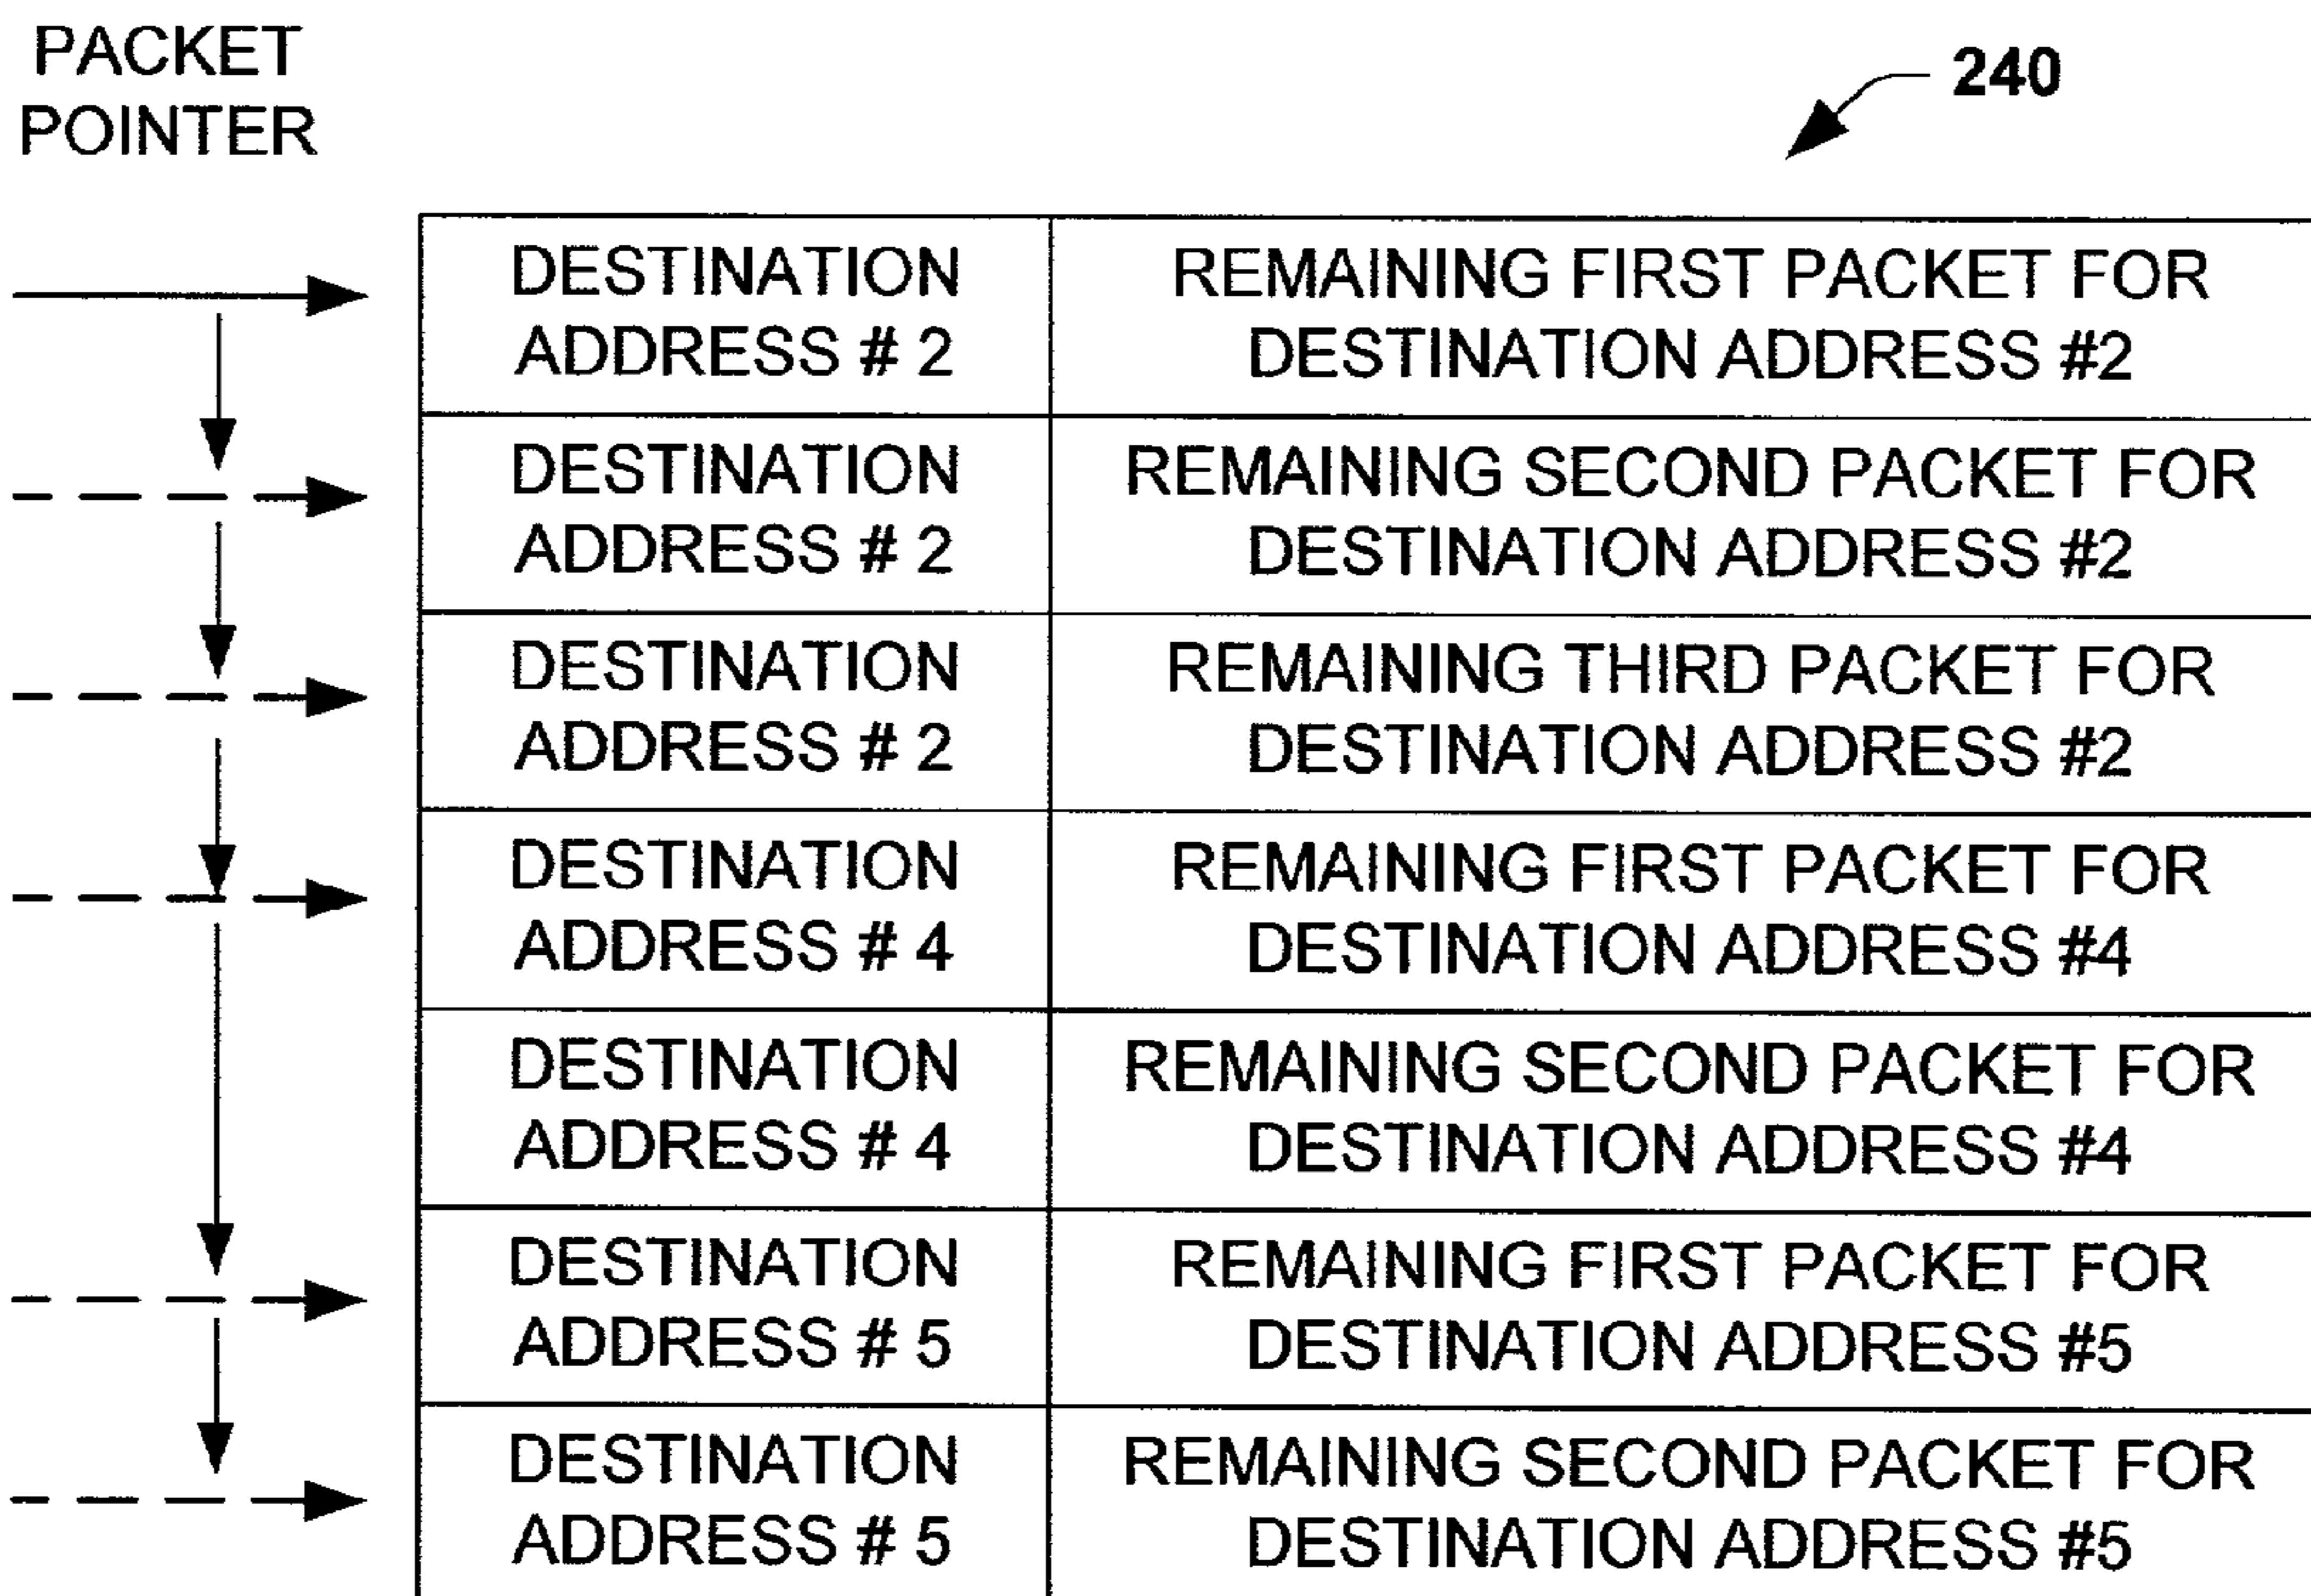 PACKET
POINTER
240
DESTINATION
ADDRESS # 2
REMAINING FIRST PACKET FOR
DESTINATION ADDRESS #2
DESTINATION
ADDRESS # 2
REMAINING SECOND PACKET FOR
DESTINATION ADDRESS #2
DESTINATION
ADDRESS # 2
REMAINING THIRD PACKET FOR
DESTINATION ADDRESS #2
DESTINATION
ADDRESS # 4
REMAINING FIRST PACKET FOR
DESTINATION ADDRESS #4
DESTINATION
ADDRESS # 4
REMAINING SECOND PACKET FOR
DESTINATION ADDRESS #4
DESTINATION
ADDRESS # 5
REMAINING FIRST PACKET FOR
DESTINATION ADDRESS #5
DESTINATION
ADDRESS # 5
REMAINING SECOND PACKET FOR
DESTINATION ADDRESS #5